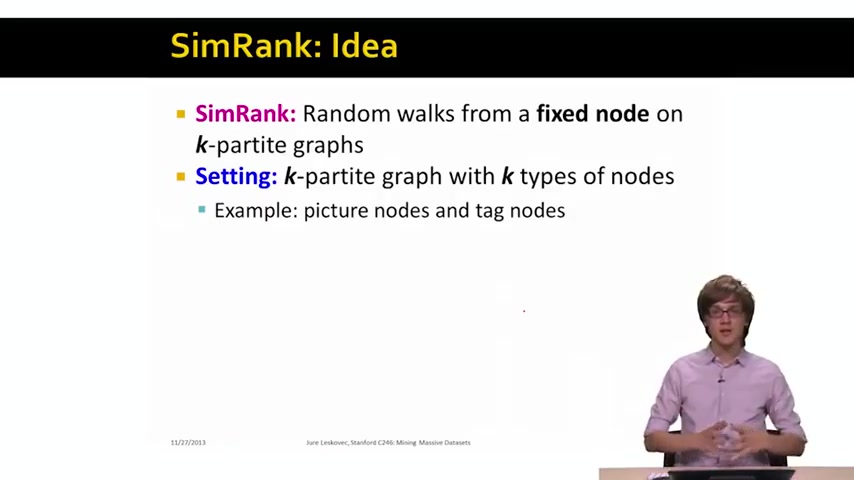 SimRank: Idea
SimRank: Random walks from a fixed node on
k-partite graphs
Setting: k-partite graph with k types of nodes
Example: picture nodes and tag nodes
11/27/2013
Jure Leskovec, Stanford C246: Mining Massive Datasets